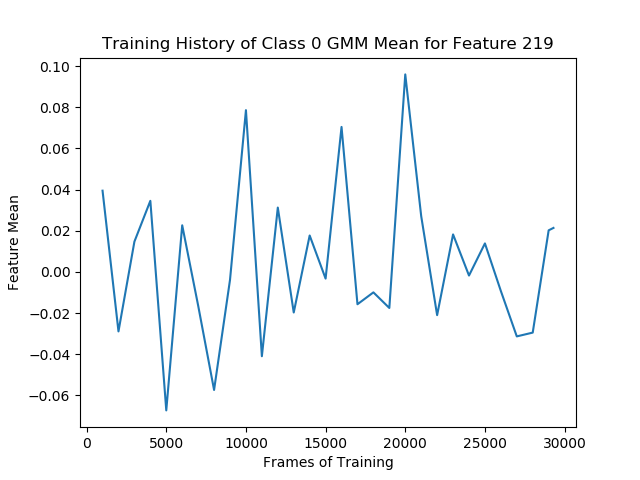 Training History of Class 0 GMM Mean for Feature 219
0.10
0.08
0.06
0.04
0.02
0.00
−0.02
−0.04
−0.06
Feature Mean
0 5000 10000 15000 20000 25000 30000
Frames of Training